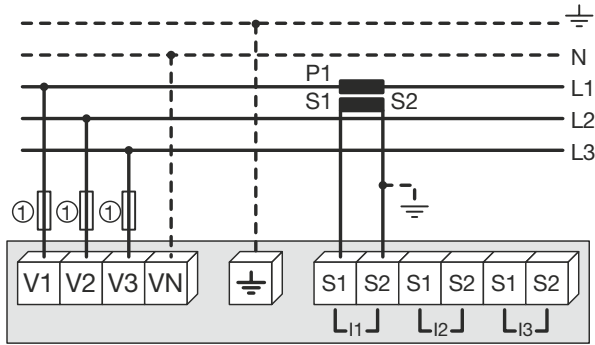 N
P1
L1
S1 S2
L2
L3
① ① ①
V1 V2 V3 VN S1 S2 S1 S2 S1 S2
I1 I2 I3